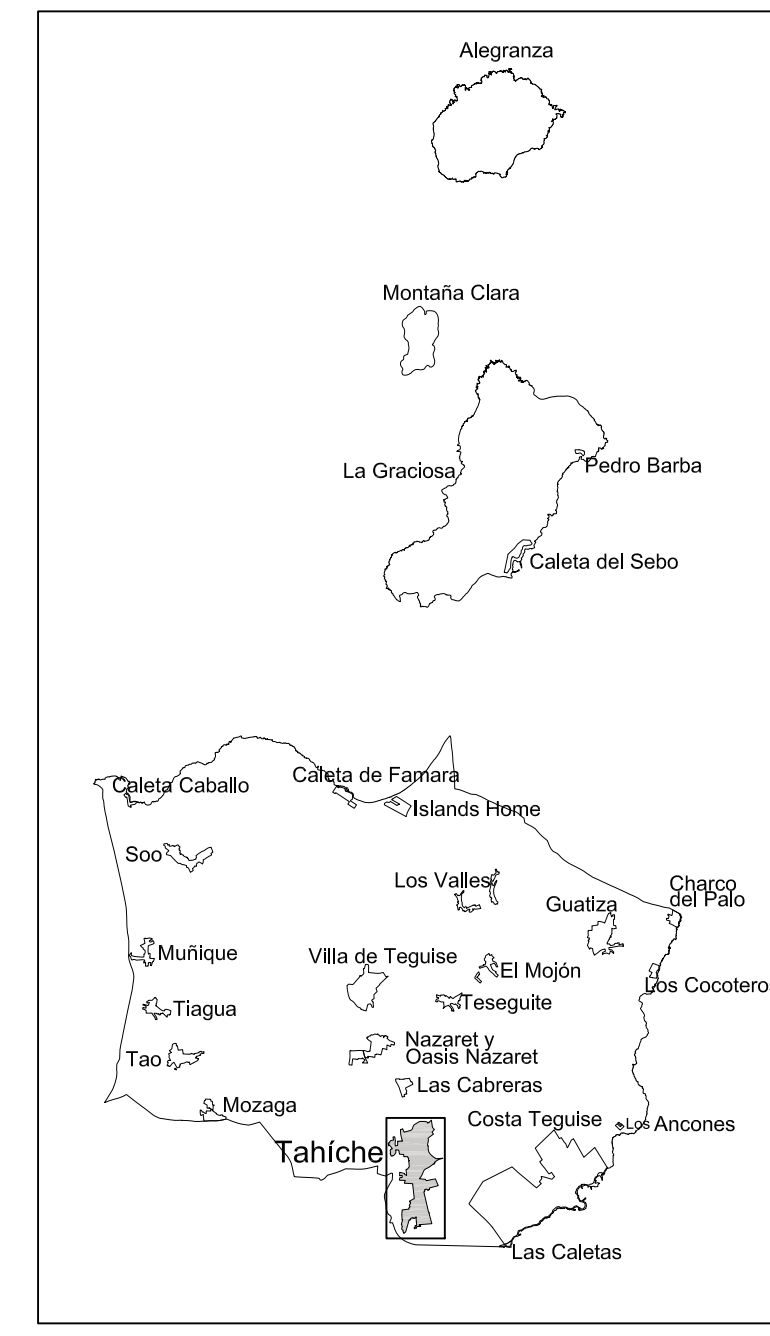 Alegranza
Montaña Clara
La Graciosa
Pedro Barba
Caleta del Sebo
Caleta Caballo
Caleta de Famara
Islands Home
Soo
Los Valles
Guatiza
Charco
del Palo
Muñique
Villa de Teguise
El Mojón
Los Cocoteros
Teseguite
Tiagua
Nazaret y
Oasis Nazaret
Tao
Las Cabreras
Mozaga
Costa Teguise
Los Ancones
Tahíche
Las Caletas